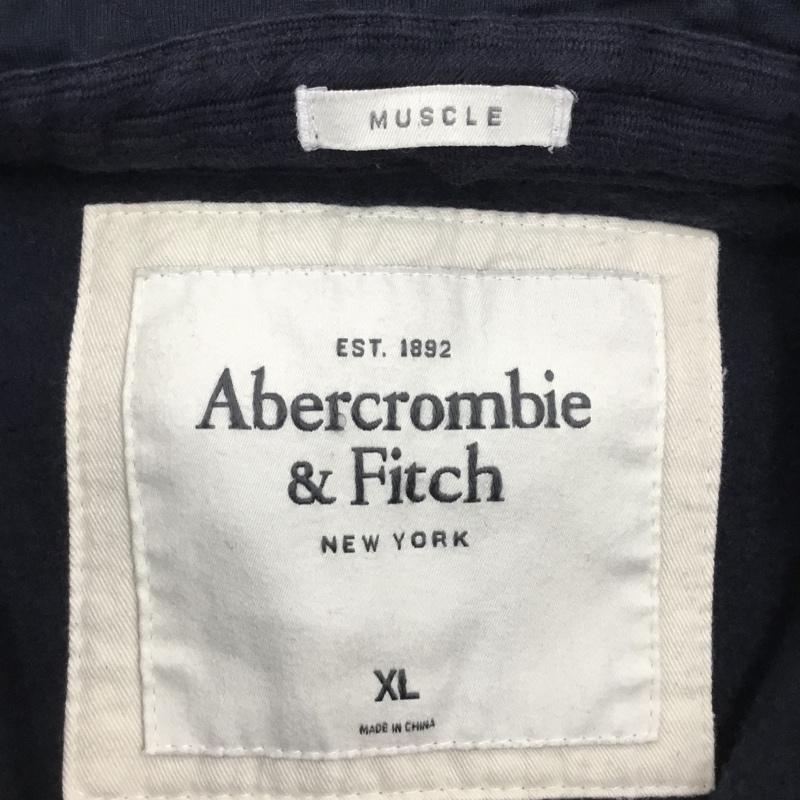 MUSCLE
EST. 1892
Abercrombie
& Fitch
NEW YORK
XL
MADE IN CHINA